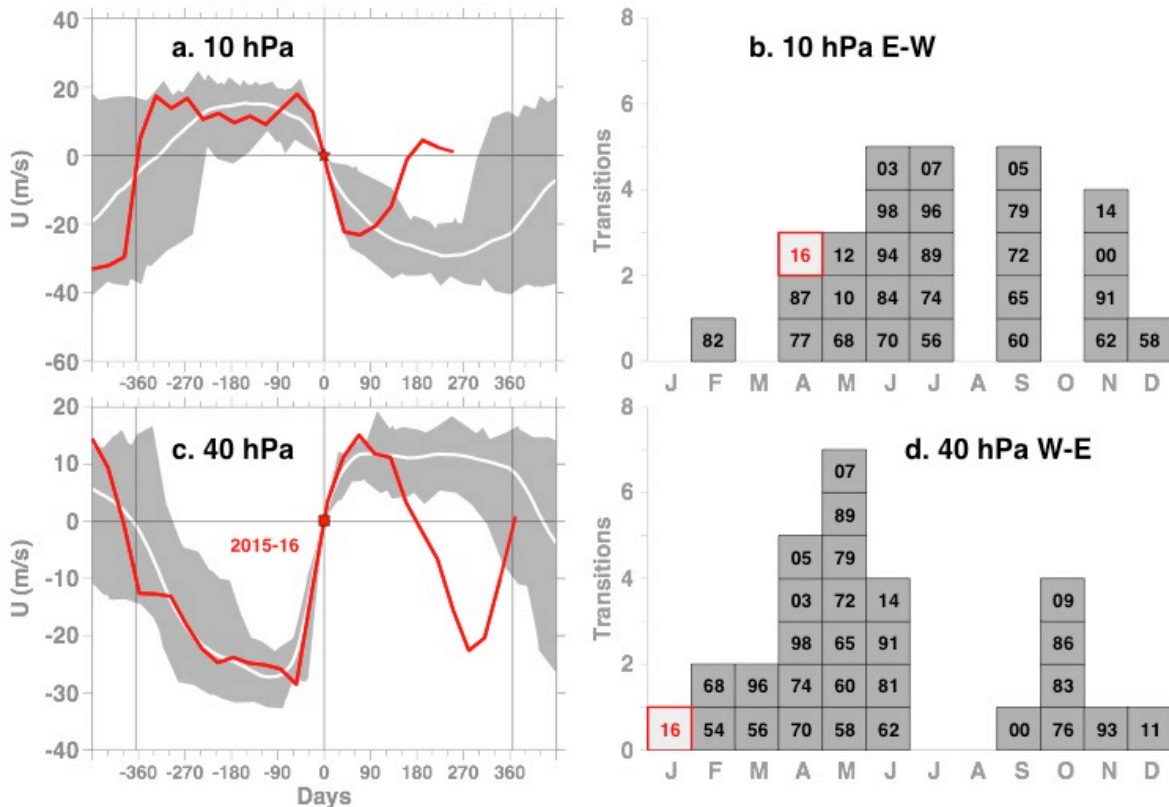 a. 10 hPa
U (m/s)
40
20
0
-20
-40
-60
-360 -270 -180 -90 0 90 180 270 360
b. 10 hPa E-W
Transitions
8
6
4
2
0
03 07 05
98 96 79 14
16 12 94 89 72 00
87 10 84 74 65 91
82 77 68 70 56 60 62 58
J F M A M J J A S O N D
c. 40 hPa
2015-16
U (m/s)
20
10
0
-10
-20
-30
-40
-360 -270 -180 -90 0 90 180 270 360
Days
d. 40 hPa W-E
Transitions
8
6
4
2
0
07
89
05 79
03 72 14 09
98 65 91 86
68 96 74 60 81 83
16 54 56 70 58 62 00 76 93 11
J F M A M J J A S O N D